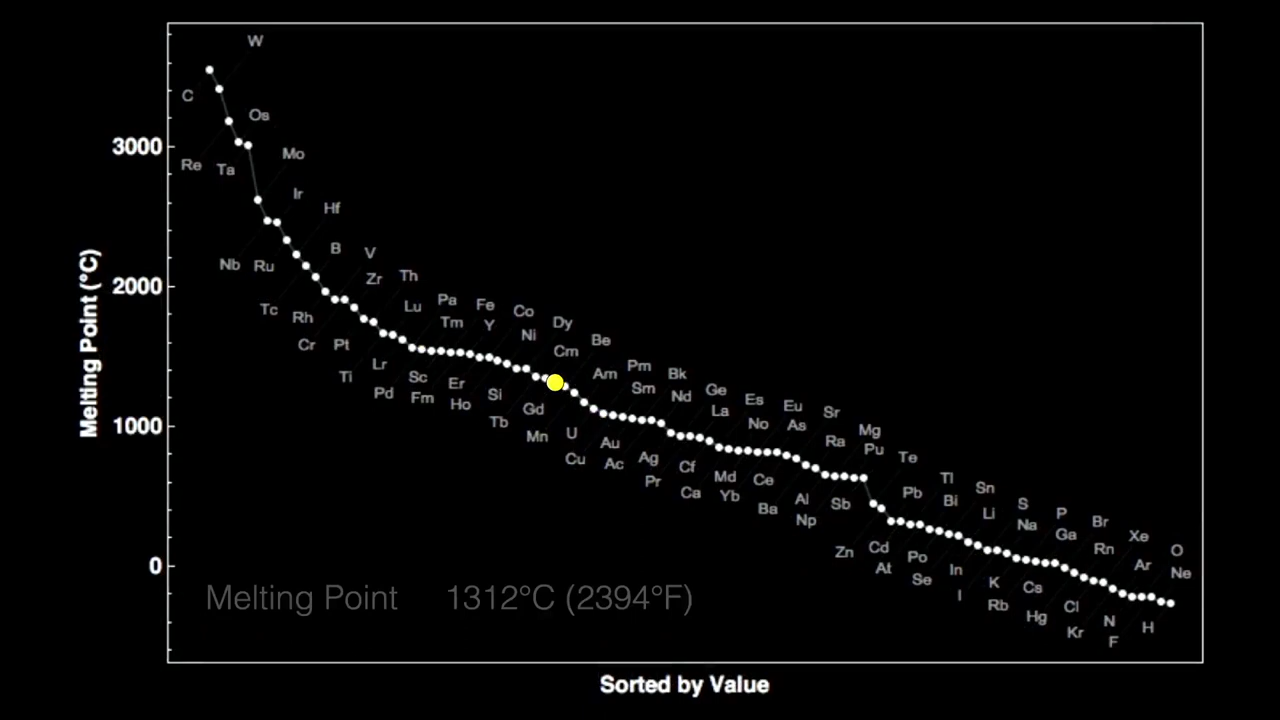 W
C
Os
3000
Mo
Re
Ta
Ir
Hf
B
V
Nb
Ru
Zr
Th
2000
Pa
Fe
Lu
Tc
Co
Rh
Tm
Y
Dy
Ni
Be
Cr
Pt
Cm
Lr
Pm
Ti
Sc
Am
Bk
Er
Sm
Pd
Ge
Si
Fm
Nd
Es
Ho
Eu
Gd
La
Sr
Tb
No
As
1000
Mg
U
Mn
Ra
Au
Pu
Cu
Ag
Te
Ac
Cf
Md
Tl
Pr
Ce
Sn
Pb
Ca
Yb
Al
Bi
S
Sb
Ba
Li
P
Np
Br
Na
Ga
Xe
Cd
Rn
O
Zn
Po
Ar
0
At
In
Ne
Se
K
Cs
I
Rb
Cl
Hg
N
H
Kr
F
Melting Point (°C)
Melting Point 1312°C (2394°F)
Sorted by Value